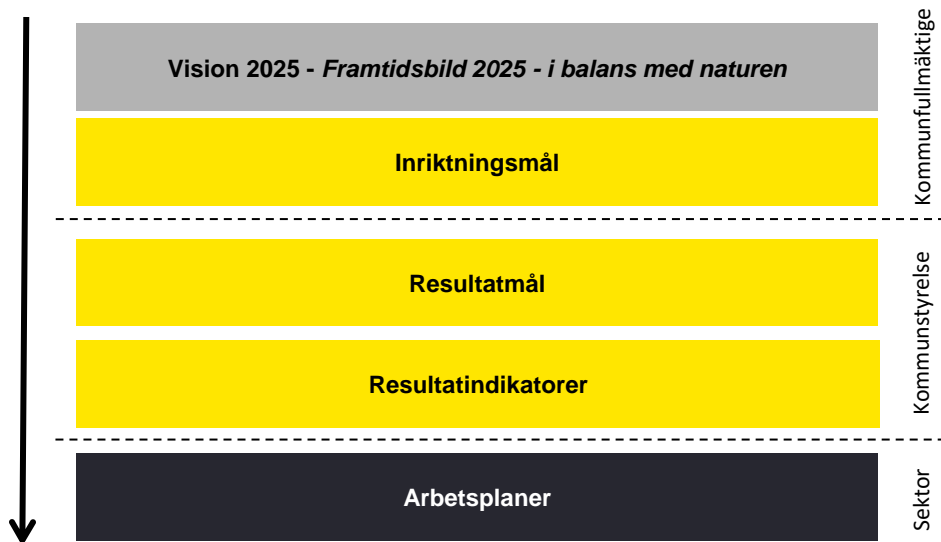 Vision 2025 - Framtidsbild 2025 - i balans med naturen
Inriktningsmål
Kommunfullmäktige
Resultatmål
Resultatindikatorer
Kommunstyrelse
Arbetsplaner
Sektor